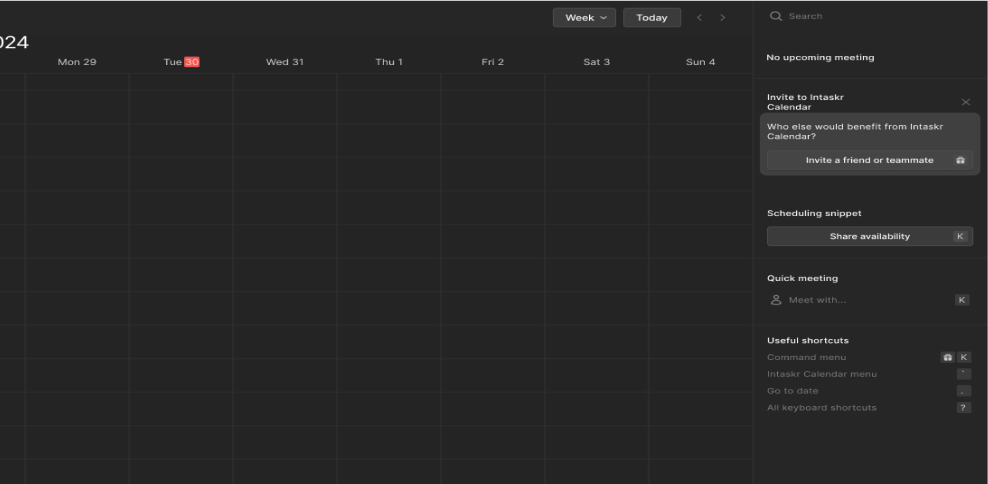 Week Today
Search
024
Mon 29 Tue 30 Wed 31 Thu 1 Fri 2 Sat 3 Sun 4
No upcoming meeting
Invite to Intaskr
Calendar
Who else would benefit from Intaskr
Calendar?
Invite a friend or teammate
Scheduling snippet
Share availability K
Quick meeting
Meet with... K
Useful shortcuts
Command menu K
Intaskr Calendar menu `
Go to date .
All keyboard shortcuts ?